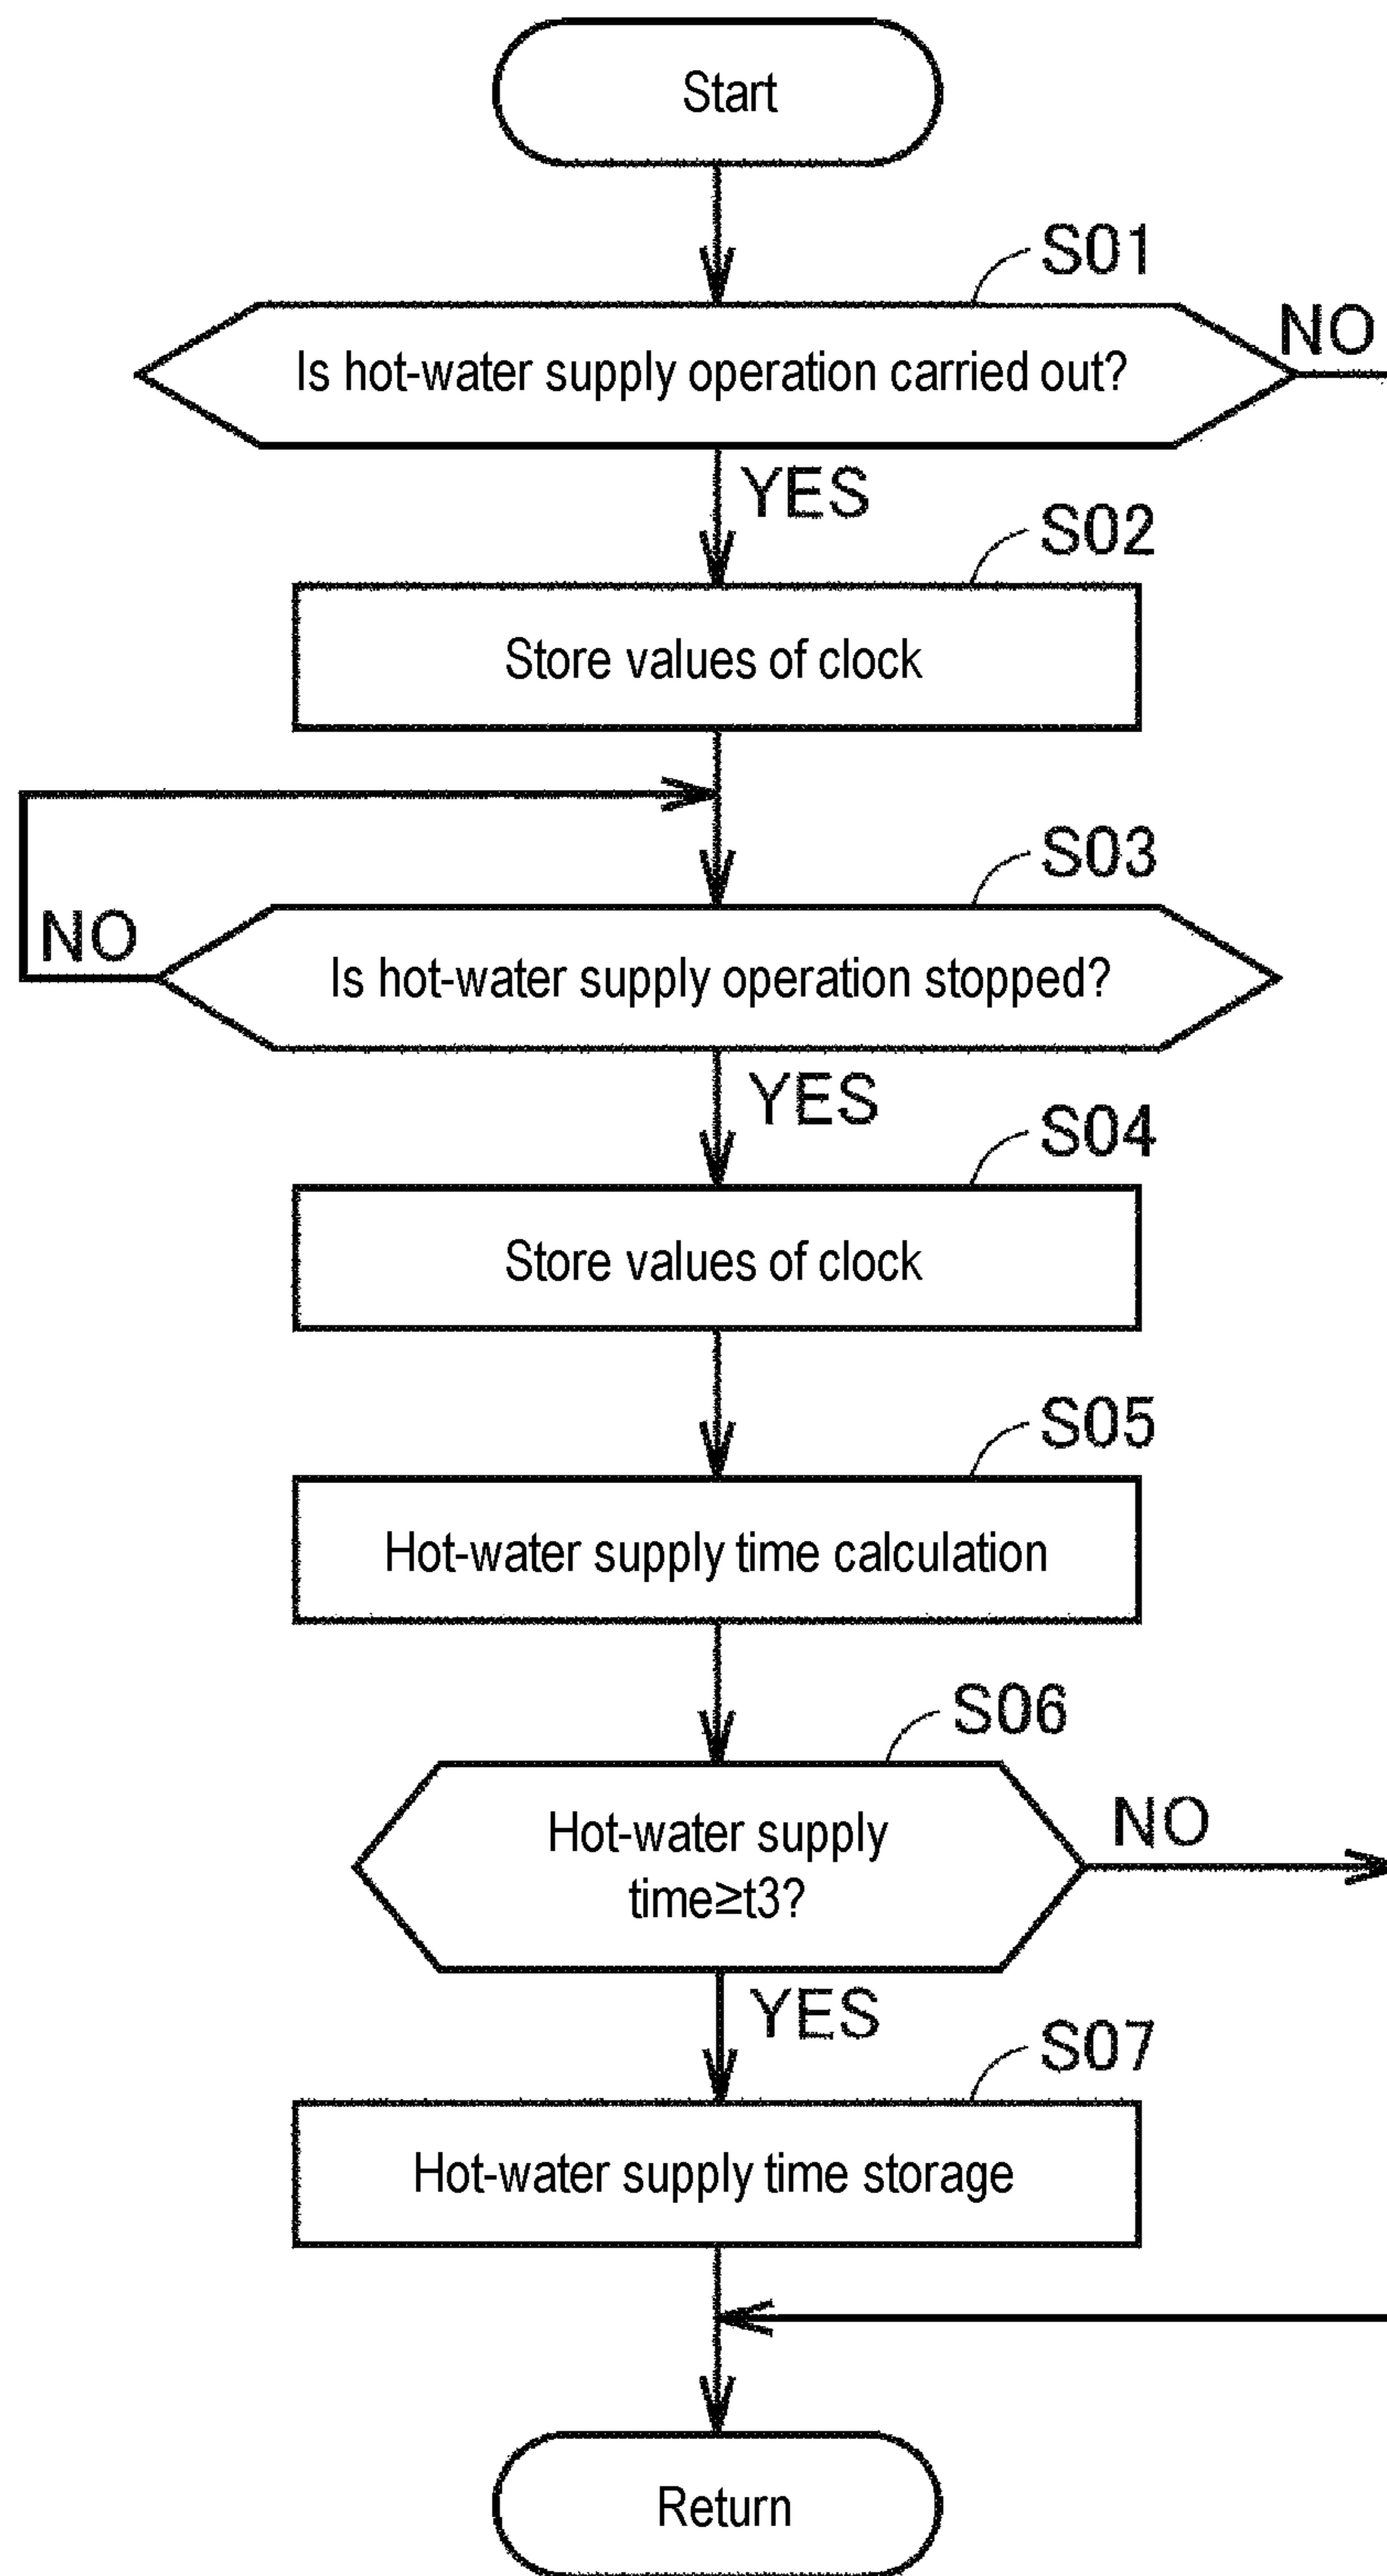 Start
S01
Is hot-water supply operation carried out?
NO
YES
S02
Store values of clock
S03
NO
Is hot-water supply operation stopped?
YES
S04
Store values of clock
S05
Hot-water supply time calculation
S06
Hot-water supply
time≥t3?
NO
YES
S07
Hot-water supply time storage
Return